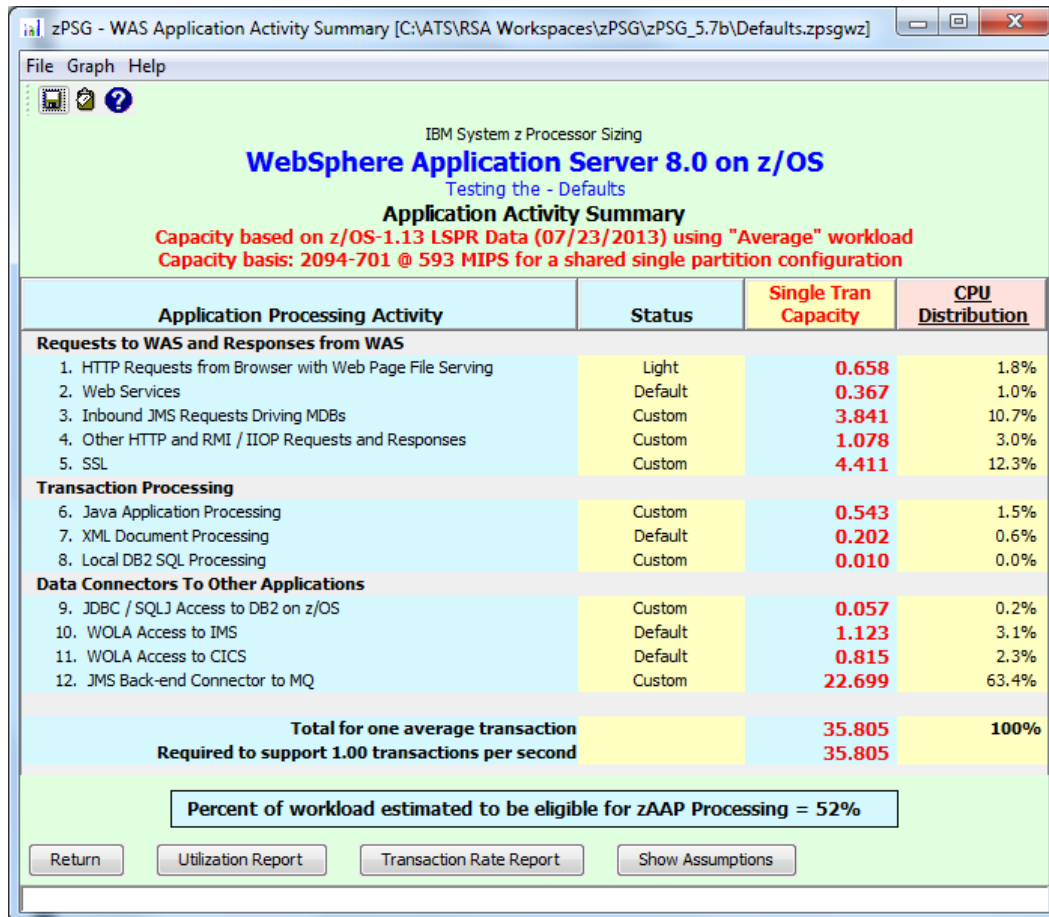 zPSG - WAS Application Activity Summary [C:\ATS\RSA Workspaces\zPSG\zPSG_5.7b\Defaults.zpsgwz]
File Graph Help
IBM System z Processor Sizing
WebSphere Application Server 8.0 on z/OS
Testing the - Defaults
Application Activity Summary
Capacity based on z/OS-1.13 LSPR Data (07/23/2013) using "Average" workload
Capacity basis: 2094-701 @ 593 MIPS for a shared single partition configuration
Application Processing Activity Status Single Tran Capacity CPU Distribution
Requests to WAS and Responses from WAS
1. HTTP Requests from Browser with Web Page File Serving Light 0.658 1.8%
2. Web Services Default 0.367 1.0%
3. Inbound JMS Requests Driving MDBs Custom 3.841 10.7%
4. Other HTTP and RMI / IIOP Requests and Responses Custom 1.078 3.0%
5. SSL Custom 4.411 12.3%
Transaction Processing
6. Java Application Processing Custom 0.543 1.5%
7. XML Document Processing Default 0.202 0.6%
8. Local DB2 SQL Processing Custom 0.010 0.0%
Data Connectors To Other Applications
9. JDBC / SQLJ Access to DB2 on z/OS Custom 0.057 0.2%
10. WOLA Access to IMS Default 1.123 3.1%
11. WOLA Access to CICS Default 0.815 2.3%
12. JMS Back-end Connector to MQ Custom 22.699 63.4%
Total for one average transaction 35.805 100%
Required to support 1.00 transactions per second 35.805
Percent of workload estimated to be eligible for zAAP Processing = 52%
Return Utilization Report Transaction Rate Report Show Assumptions